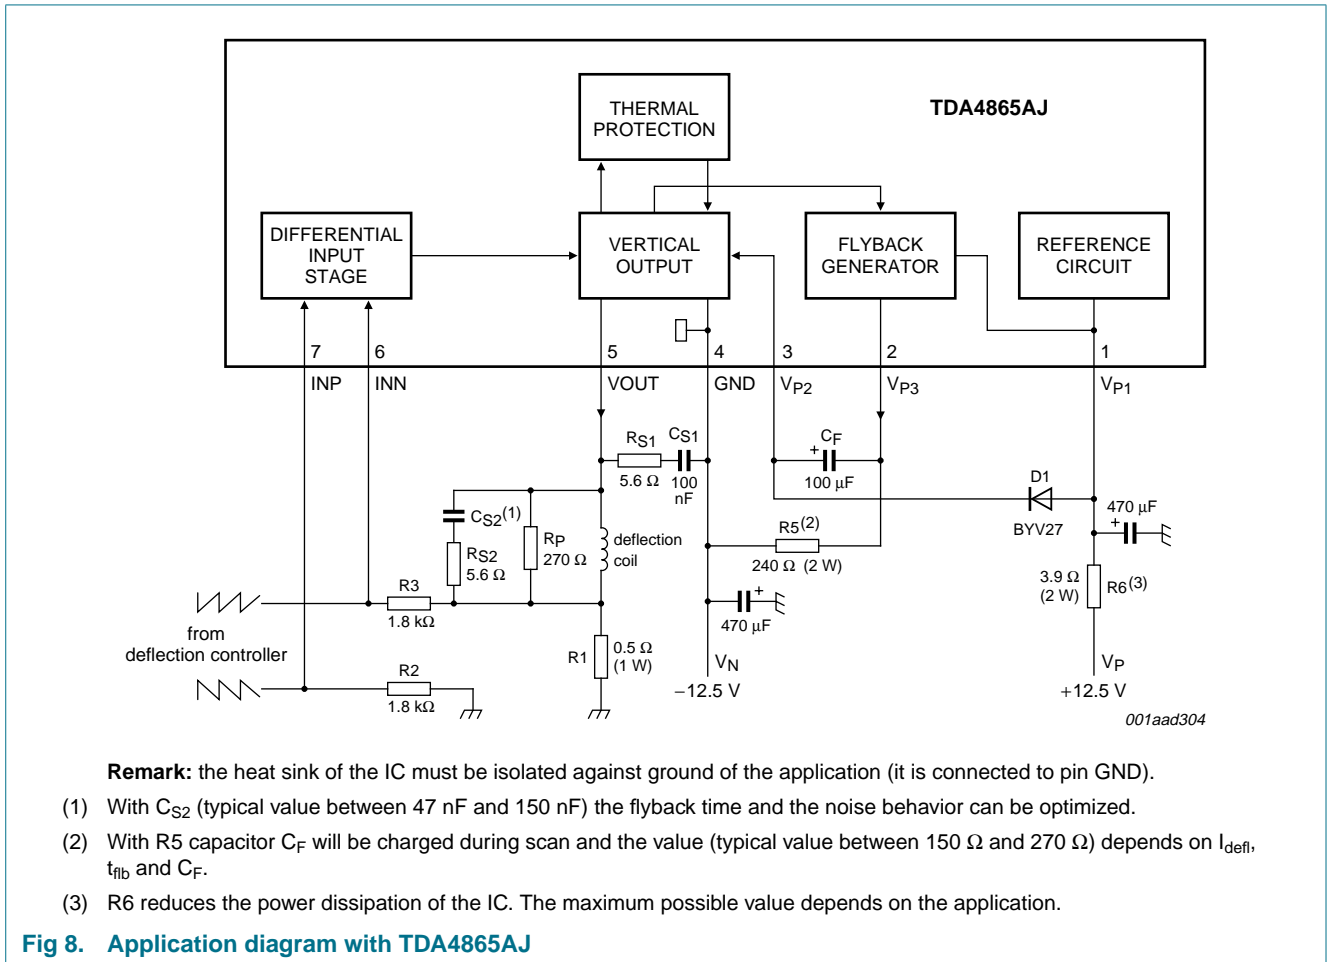 THERMAL
PROTECTION
TDA4865AJ
DIFFERENTIAL
INPUT
STAGE
VERTICAL
OUTPUT
FLYBACK
GENERATOR
REFERENCE
CIRCUIT
7
6
5
4
3
2
1
INP
INN
VOUT
GND
VP2
VP3
VP1
RS1
5.6 Ω
CS1
100
nF
+
CF
100 μF
D1
BYV27
470 μF
+
CS2(1)
RS2
5.6 Ω
RP
270 Ω
deflection
coil
R5(2)
240 Ω (2 W)
3.9 Ω
(2 W)
R6(3)
R3
1.8 kΩ
+
470 μF
from
deflection controller
R1
0.5 Ω
(1 W)
VN
−12.5 V
VP
+12.5 V
R2
1.8 kΩ
001aad304
Remark: the heat sink of the IC must be isolated against ground of the application (it is connected to pin GND).
(1) With CS2 (typical value between 47 nF and 150 nF) the flyback time and the noise behavior can be optimized.
(2) With R5 capacitor CF will be charged during scan and the value (typical value between 150 Ω and 270 Ω) depends on Idefl,
tflb and CF.
(3) R6 reduces the power dissipation of the IC. The maximum possible value depends on the application.
Fig 8. Application diagram with TDA4865AJ